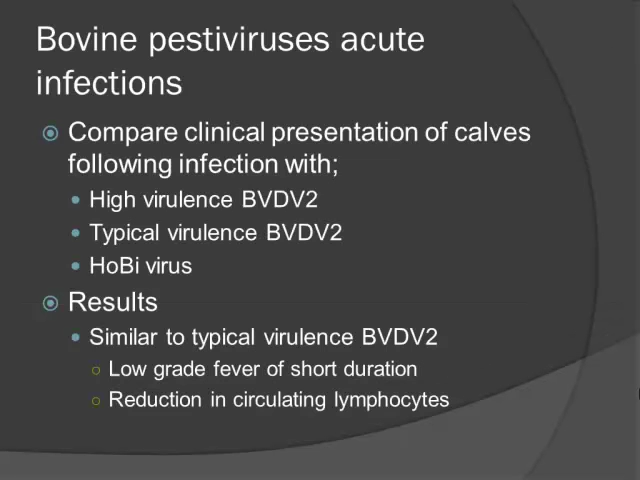 Bovine pestiviruses acute
infections
Compare clinical presentation of calves
following infection with;
High virulence BVDV2
Typical virulence BVDV2
HoBi virus
Results
Similar to typical virulence BVDV2
Low grade fever of short duration
Reduction in circulating lymphocytes